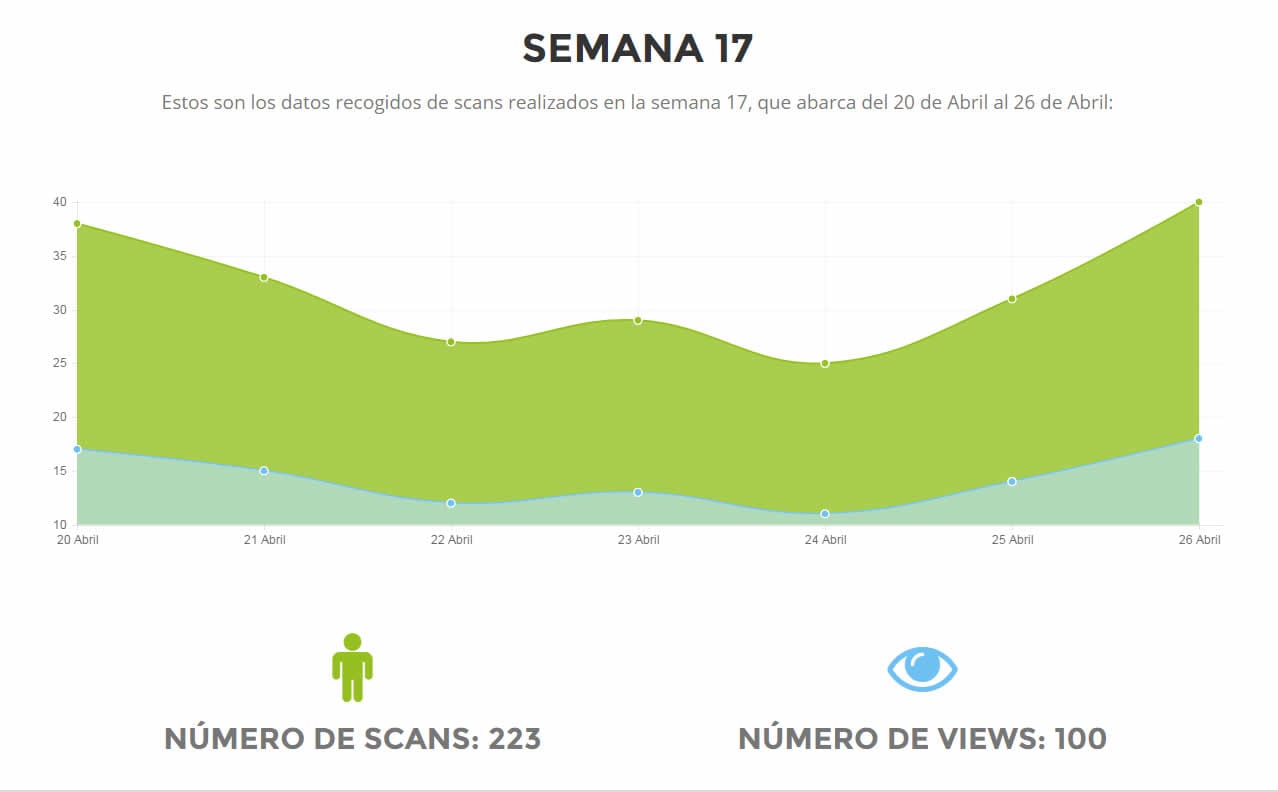 SEMANA 17
Estos son los datos recogidos de scans realizados en la semana 17, que abarca del 20 de Abril al 26 de Abril:
40
35
30
25
20
15
10
20 Abril 21 Abril 22 Abril 23 Abril 24 Abril 25 Abril 26 Abril
NÚMERO DE SCANS: 223 NÚMERO DE VIEWS: 100